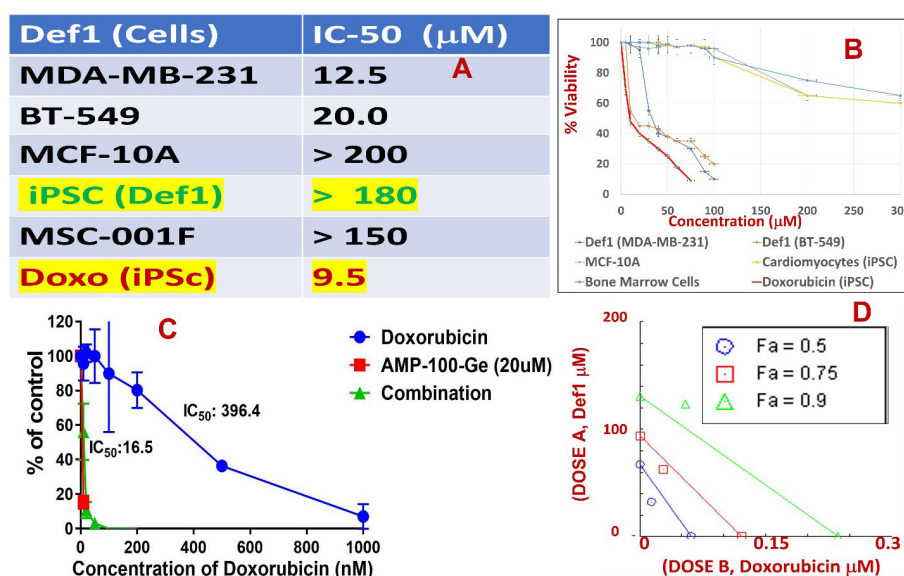 Def1 (Cells) IC-50 (μM)
MDA-MB-231 12.5
A
BT-549 20.0
MCF-10A > 200
iPSC (Def1) > 180
MSC-001F > 150
Doxo (iPSc) 9.5
B
% Viability
100
80
60
40
20
0
0 50 100 150 200 250 300
Concentration (μM)
Def1 (MDA-MB-231) Def1 (BT-549)
MCF-10A Cardiomyocytes (iPSC)
Bone Marrow Cells Doxorubicin (iPSC)
C
% of control
120
100
80
60
40
20
0
0 200 400 600 800 1000
Concentration of Doxorubicin (nM)
IC50: 396.4
IC50:16.5
Doxorubicin
AMP-100-Ge (20uM)
Combination
D
(DOSE A, Def1 μM)
200
100
0
0 0.15 0.3
(DOSE B, Doxorubicin μM)
Fa = 0.5
Fa = 0.75
Fa = 0.9